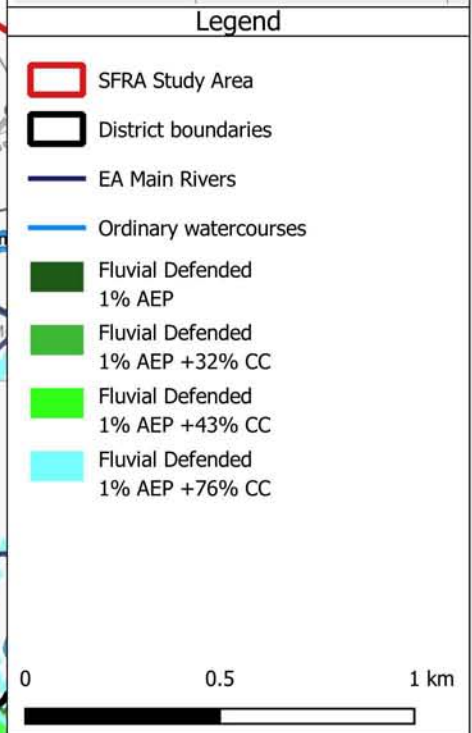 Legend
SFRA Study Area
District boundaries
EA Main Rivers
Ordinary watercourses
Fluvial Defended
1% AEP
Fluvial Defended
1% AEP +32% CC
Fluvial Defended
1% AEP +43% CC
Fluvial Defended
1% AEP +76% CC
0 0.5 1 km